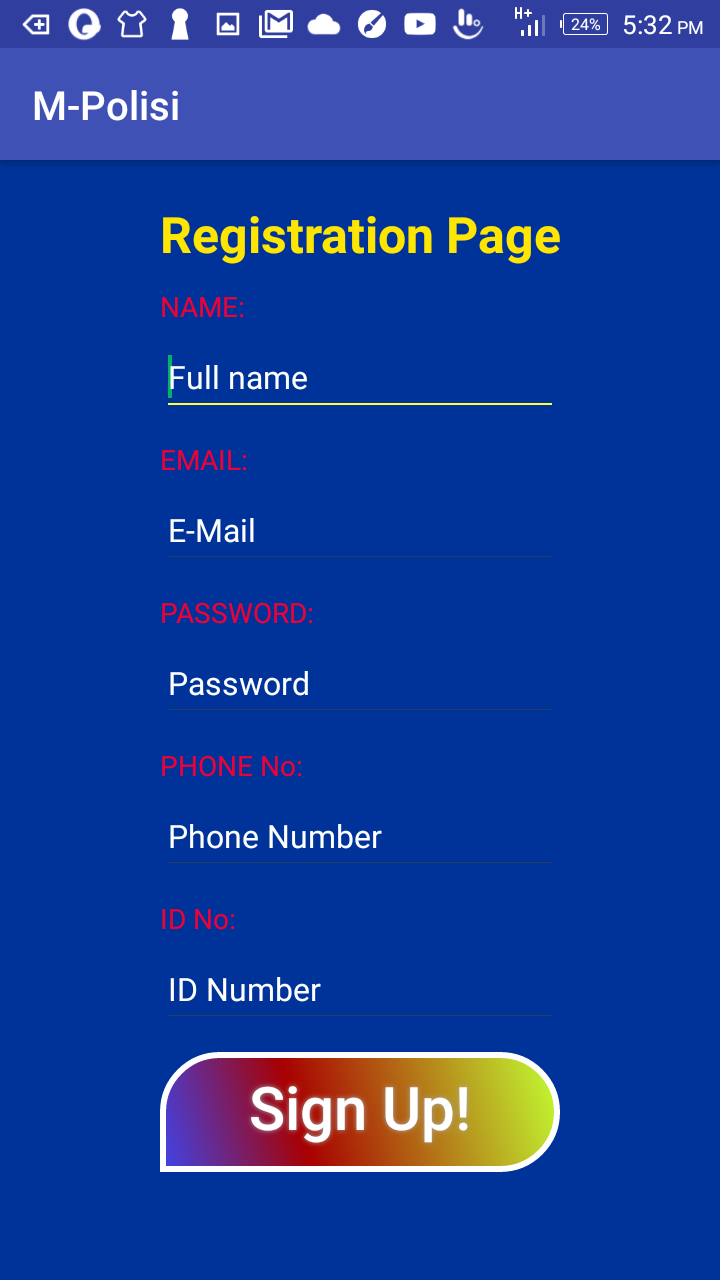 H+ 24% 5:32 PM
M-Polisi
Registration Page
NAME:
Full name
EMAIL:
E-Mail
PASSWORD:
Password
PHONE No:
Phone Number
ID No:
ID Number
Sign Up!